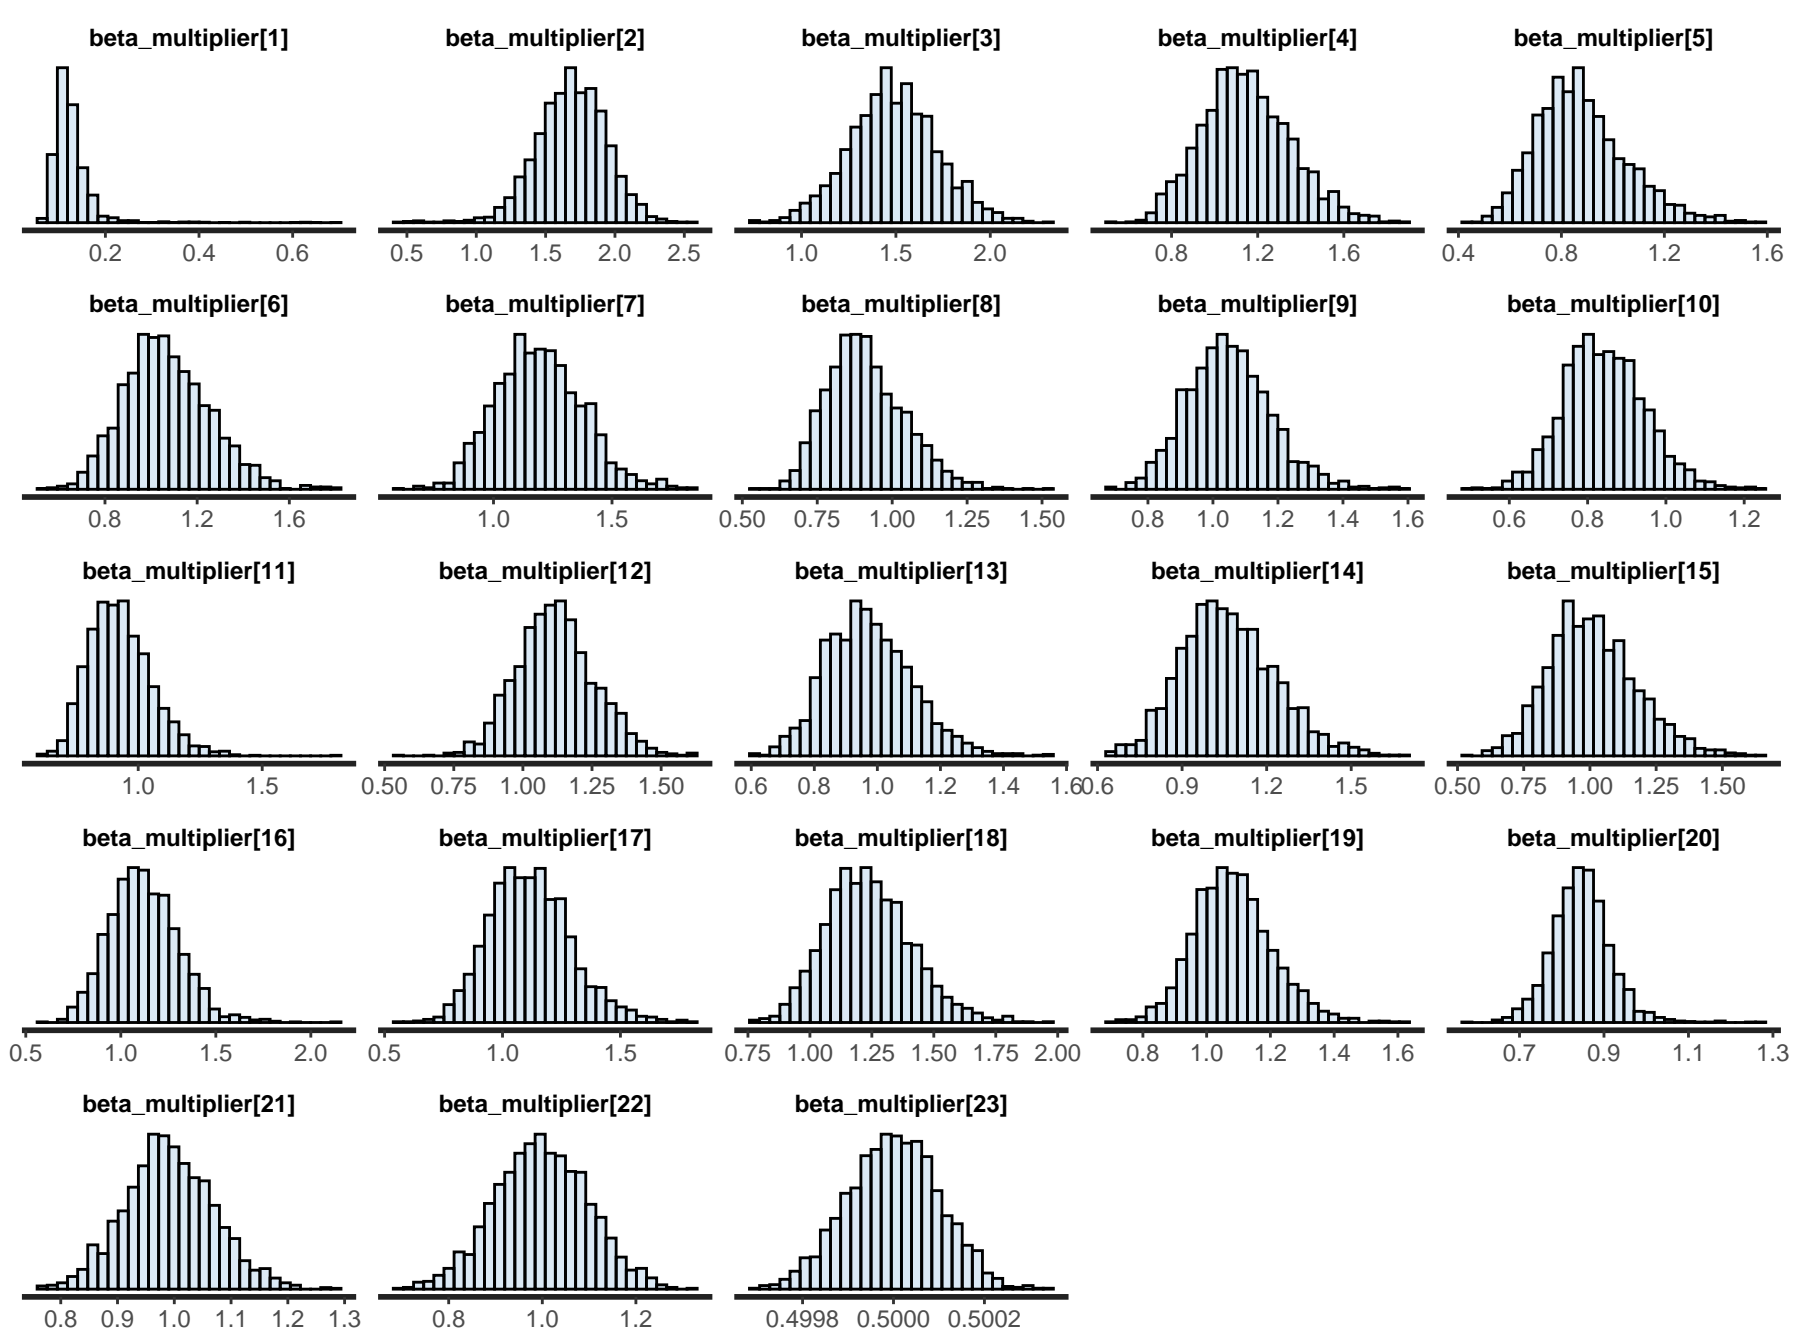 beta_multiplier[1] beta_multiplier[2] beta_multiplier[3] beta_multiplier[4] beta_multiplier[5]
0.2 0.4 0.6 0.5 1.0 1.5 2.0 2.5 1.0 1.5 2.0 0.8 1.2 1.6 0.4 0.8 1.2 1.6
beta_multiplier[6] beta_multiplier[7] beta_multiplier[8] beta_multiplier[9] beta_multiplier[10]
0.8 1.2 1.6 1.0 1.5 0.50 0.75 1.00 1.25 1.50 0.8 1.0 1.2 1.4 1.6 0.6 0.8 1.0 1.2
beta_multiplier[11] beta_multiplier[12] beta_multiplier[13] beta_multiplier[14] beta_multiplier[15]
1.0 1.5 0.50 0.75 1.00 1.25 1.50 0.6 0.8 1.0 1.2 1.4 1.6 0.6 0.9 1.2 1.5 0.50 0.75 1.00 1.25 1.50
beta_multiplier[16] beta_multiplier[17] beta_multiplier[18] beta_multiplier[19] beta_multiplier[20]
0.5 1.0 1.5 2.0 0.5 1.0 1.5 0.75 1.00 1.25 1.50 1.75 2.00 0.8 1.0 1.2 1.4 1.6 0.7 0.9 1.1 1.3
beta_multiplier[21] beta_multiplier[22] beta_multiplier[23]
0.8 0.9 1.0 1.1 1.2 1.3 0.8 1.0 1.2 0.4998 0.5000 0.5002